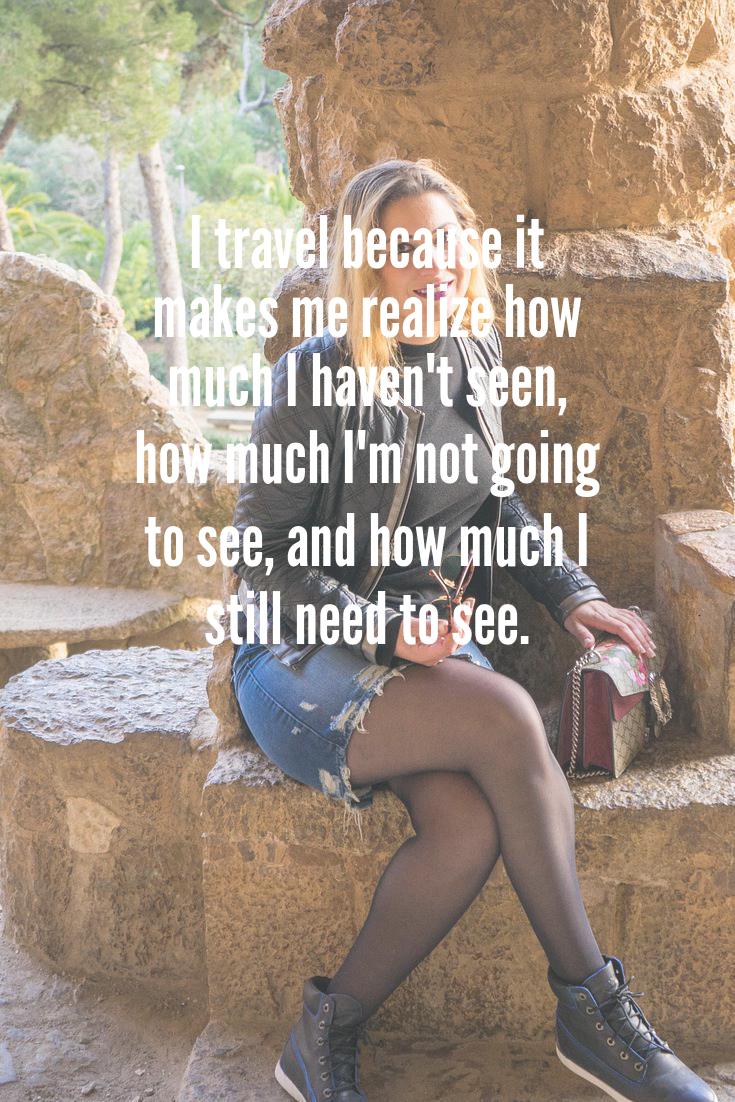 I travel because it
makes me realize how
much I haven't seen,
how much I'm not going
to see, and how much I
still need to see.